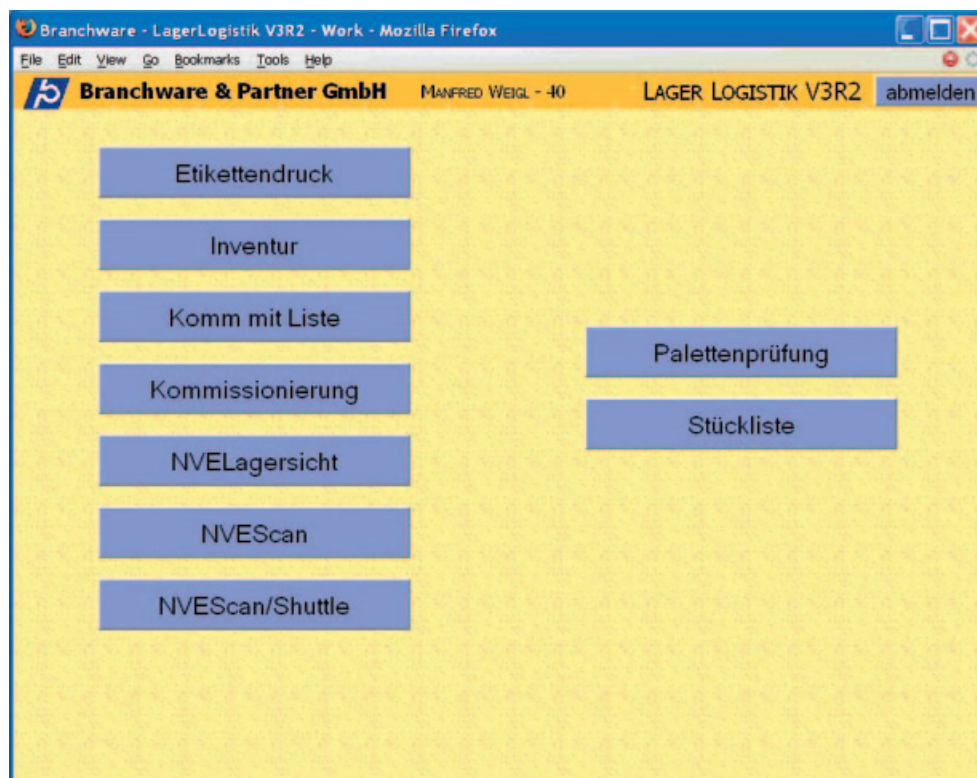 Branchware - LagerLogistik V3R2 - Work - Mozilla Firefox
File Edit View Go Bookmarks Tools Help
Branchware & Partner GmbH MANFRED WEIGL - 40 LAGER LOGISTIK V3R2 abmelden
Etikettendruck
Inventur
Komm mit Liste
Kommissionierung
NVELagersicht
NVEScan
NVEScan/Shuttle
Palettenprüfung
Stückliste